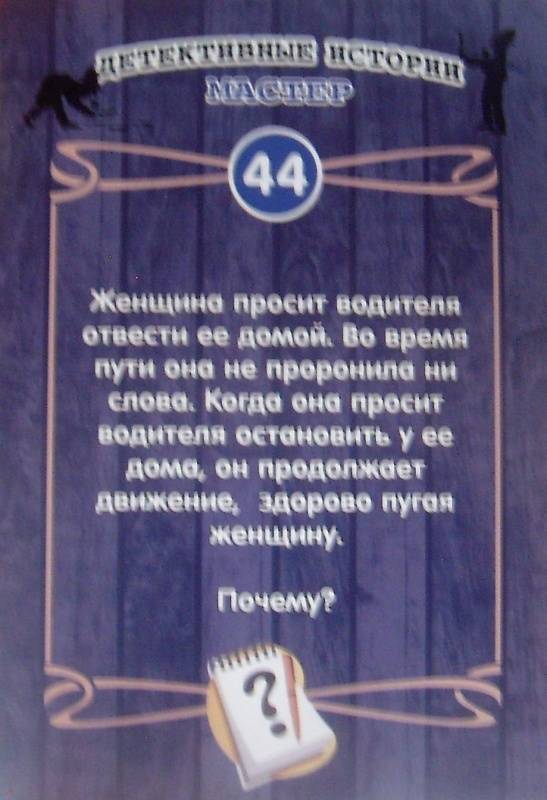 ДЕТЕКТИВНЫЕ ИСТОРИИ
МАСТЕР
44
Женщина просит водителя
отвести ее домой. Во время
пути она не проронила ни
слова. Когда она просит
водителя остановить у ее
дома, он продолжает
движение, здорово пугая
женщину.
Почему?
?